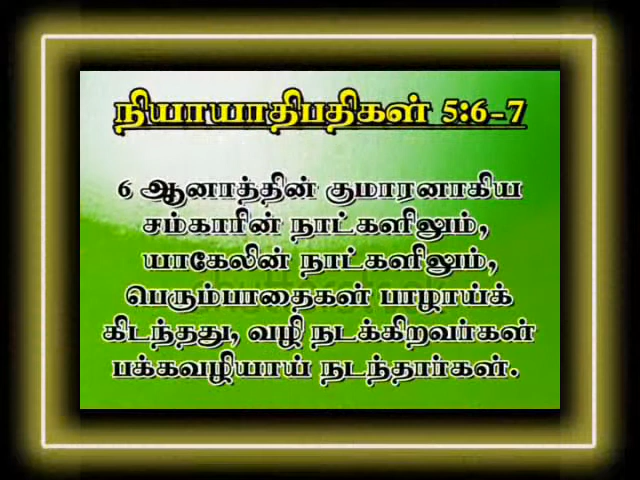 நியாயாதிபதிகள் 5:6-7
6 ஆனாத்தின் குமாரனாகிய
சம்காரின் நாட்களிலும்,
யாகேலின் நாட்களிலும்,
பெரும்பாதைகள் பாழாய்க்
கிடந்தது, வழி நடக்கிறவர்கள்
பக்கவழியாய் நடந்தார்கள்.